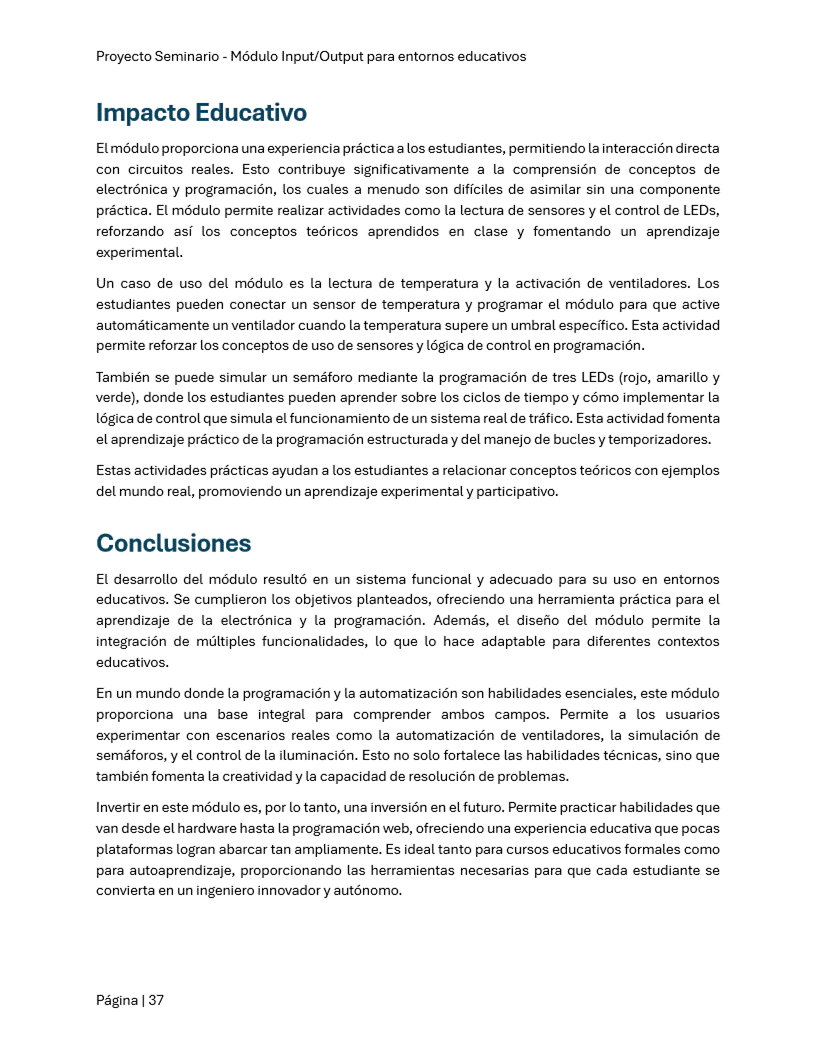 Proyecto Seminario - Módulo Input/Output para entornos educativos
Impacto Educativo
El módulo proporciona una experiencia práctica a los estudiantes, permitiendo la interacción directa
con circuitos reales. Esto contribuye significativamente a la comprensión de conceptos de
electrónica y programación, los cuales a menudo son difíciles de asimilar sin una componente
práctica. El módulo permite realizar actividades como la lectura de sensores y el control de LEDs,
reforzando así los conceptos teóricos aprendidos en clase y fomentando un aprendizaje
experimental.
Un caso de uso del módulo es la lectura de temperatura y la activación de ventiladores. Los
estudiantes pueden conectar un sensor de temperatura y programar el módulo para que active
automáticamente un ventilador cuando la temperatura supere un umbral específico. Esta actividad
permite reforzar los conceptos de uso de sensores y lógica de control en programación.
También se puede simular un semáforo mediante la programación de tres LEDs (rojo, amarillo y
verde), donde los estudiantes pueden aprender sobre los ciclos de tiempo y cómo implementar la
lógica de control que simula el funcionamiento de un sistema real de tráfico. Esta actividad fomenta
el aprendizaje práctico de la programación estructurada y del manejo de bucles y temporizadores.
Estas actividades prácticas ayudan a los estudiantes a relacionar conceptos teóricos con ejemplos
del mundo real, promoviendo un aprendizaje experimental y participativo.
Conclusiones
El desarrollo del módulo resultó en un sistema funcional y adecuado para su uso en entornos
educativos. Se cumplieron los objetivos planteados, ofreciendo una herramienta práctica para el
aprendizaje de la electrónica y la programación. Además, el diseño del módulo permite la
integración de múltiples funcionalidades, lo que lo hace adaptable para diferentes contextos
educativos.
En un mundo donde la programación y la automatización son habilidades esenciales, este módulo
proporciona una base integral para comprender ambos campos. Permite a los usuarios
experimentar con escenarios reales como la automatización de ventiladores, la simulación de
semáforos, y el control de la iluminación. Esto no solo fortalece las habilidades técnicas, sino que
también fomenta la creatividad y la capacidad de resolución de problemas.
Invertir en este módulo es, por lo tanto, una inversión en el futuro. Permite practicar habilidades que
van desde el hardware hasta la programación web, ofreciendo una experiencia educativa que pocas
plataformas logran abarcar tan ampliamente. Es ideal tanto para cursos educativos formales como
para autoaprendizaje, proporcionando las herramientas necesarias para que cada estudiante se
convierta en un ingeniero innovador y autónomo.
Página | 37